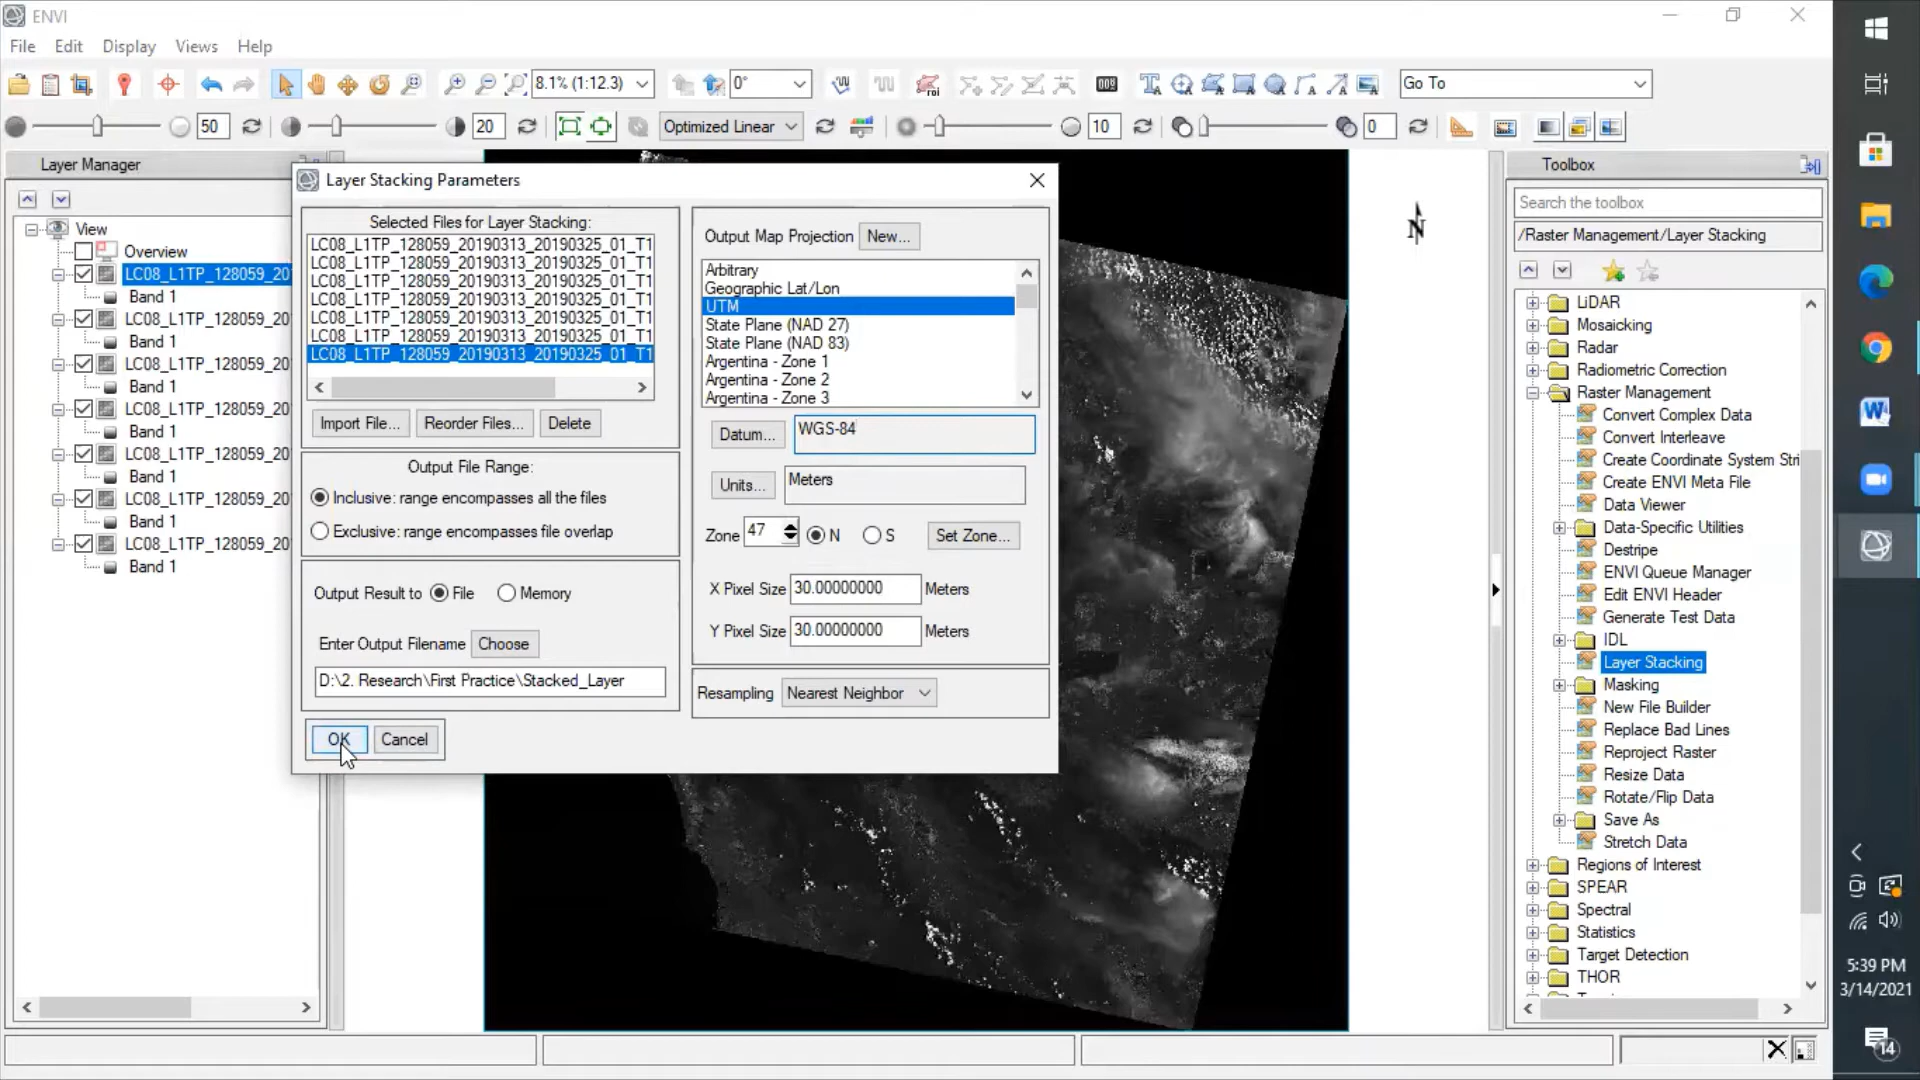 ENVI
File Edit Display Views Help
8.1% (1:12.3) 0° Go To
50 20 Optimized Linear 10 0
Layer Manager
View
Overview
LC08_L1TP_128059_20
Band 1
LC08_L1TP_128059_20
Band 1
LC08_L1TP_128059_20
Band 1
LC08_L1TP_128059_20
Band 1
LC08_L1TP_128059_20
Band 1
LC08_L1TP_128059_20
Band 1
LC08_L1TP_128059_20
Band 1
Layer Stacking Parameters
Selected Files for Layer Stacking:
LC08_L1TP_128059_20190313_20190325_01_T1
LC08_L1TP_128059_20190313_20190325_01_T1
LC08_L1TP_128059_20190313_20190325_01_T1
LC08_L1TP_128059_20190313_20190325_01_T1
LC08_L1TP_128059_20190313_20190325_01_T1
LC08_L1TP_128059_20190313_20190325_01_T1
LC08_L1TP_128059_20190313_20190325_01_T1
Import File... Reorder Files... Delete
Output File Range:
Inclusive: range encompasses all the files
Exclusive: range encompasses file overlap
Output Result to File Memory
Enter Output Filename Choose
D:\2. Research\First Practice\Stacked_Layer
OK Cancel
Output Map Projection New...
Arbitrary
Geographic Lat/Lon
UTM
State Plane (NAD 27)
State Plane (NAD 83)
Argentina - Zone 1
Argentina - Zone 2
Argentina - Zone 3
Datum... WGS-84
Units... Meters
Zone 47 N S Set Zone...
X Pixel Size 30.00000000 Meters
Y Pixel Size 30.00000000 Meters
Resampling Nearest Neighbor
N
Toolbox
Search the toolbox
/Raster Management/Layer Stacking
LiDAR
Mosaicking
Radar
Radiometric Correction
Raster Management
Convert Complex Data
Convert Interleave
Create Coordinate System Stri
Create ENVI Meta File
Data Viewer
Data-Specific Utilities
Destripe
ENVI Queue Manager
Edit ENVI Header
Generate Test Data
IDL
Layer Stacking
Masking
New File Builder
Replace Bad Lines
Reproject Raster
Resize Data
Rotate/Flip Data
Save As
Stretch Data
Regions of Interest
SPEAR
Spectral
Statistics
Target Detection
THOR
5:39 PM
3/14/2021
14